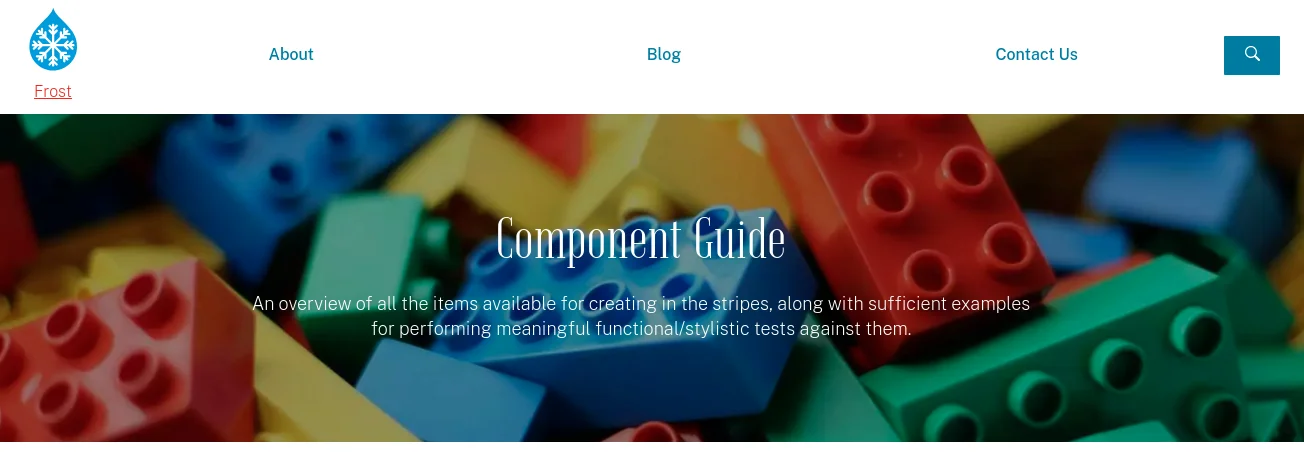 Frost
About
Blog
Contact Us
Component Guide
An overview of all the items available for creating in the stripes, along with sufficient examples
for performing meaningful functional/stylistic tests against them.